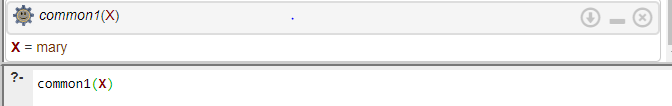 common1(X)
X = mary
?- common1(X)